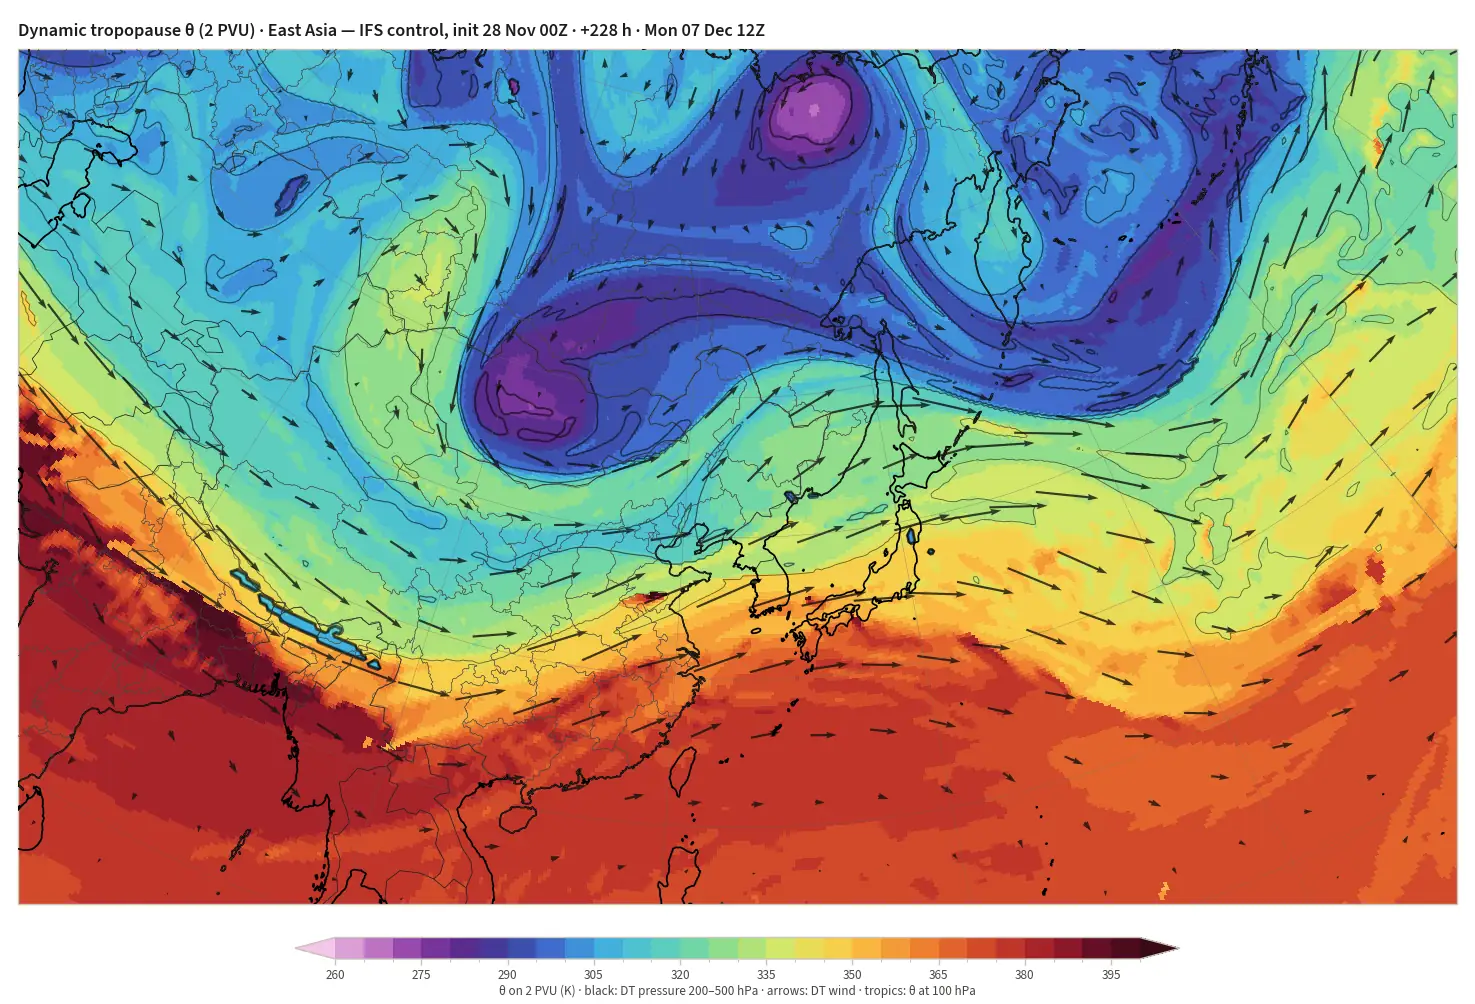 Dynamic tropopause θ (2 PVU) · East Asia — IFS control, init 28 Nov 00Z · +228 h · Mon 07 Dec 12Z
260 275 290 305 320 335 350 365 380 395
θ on 2 PVU (K) · black: DT pressure 200–500 hPa · arrows: DT wind · tropics: θ at 100 hPa